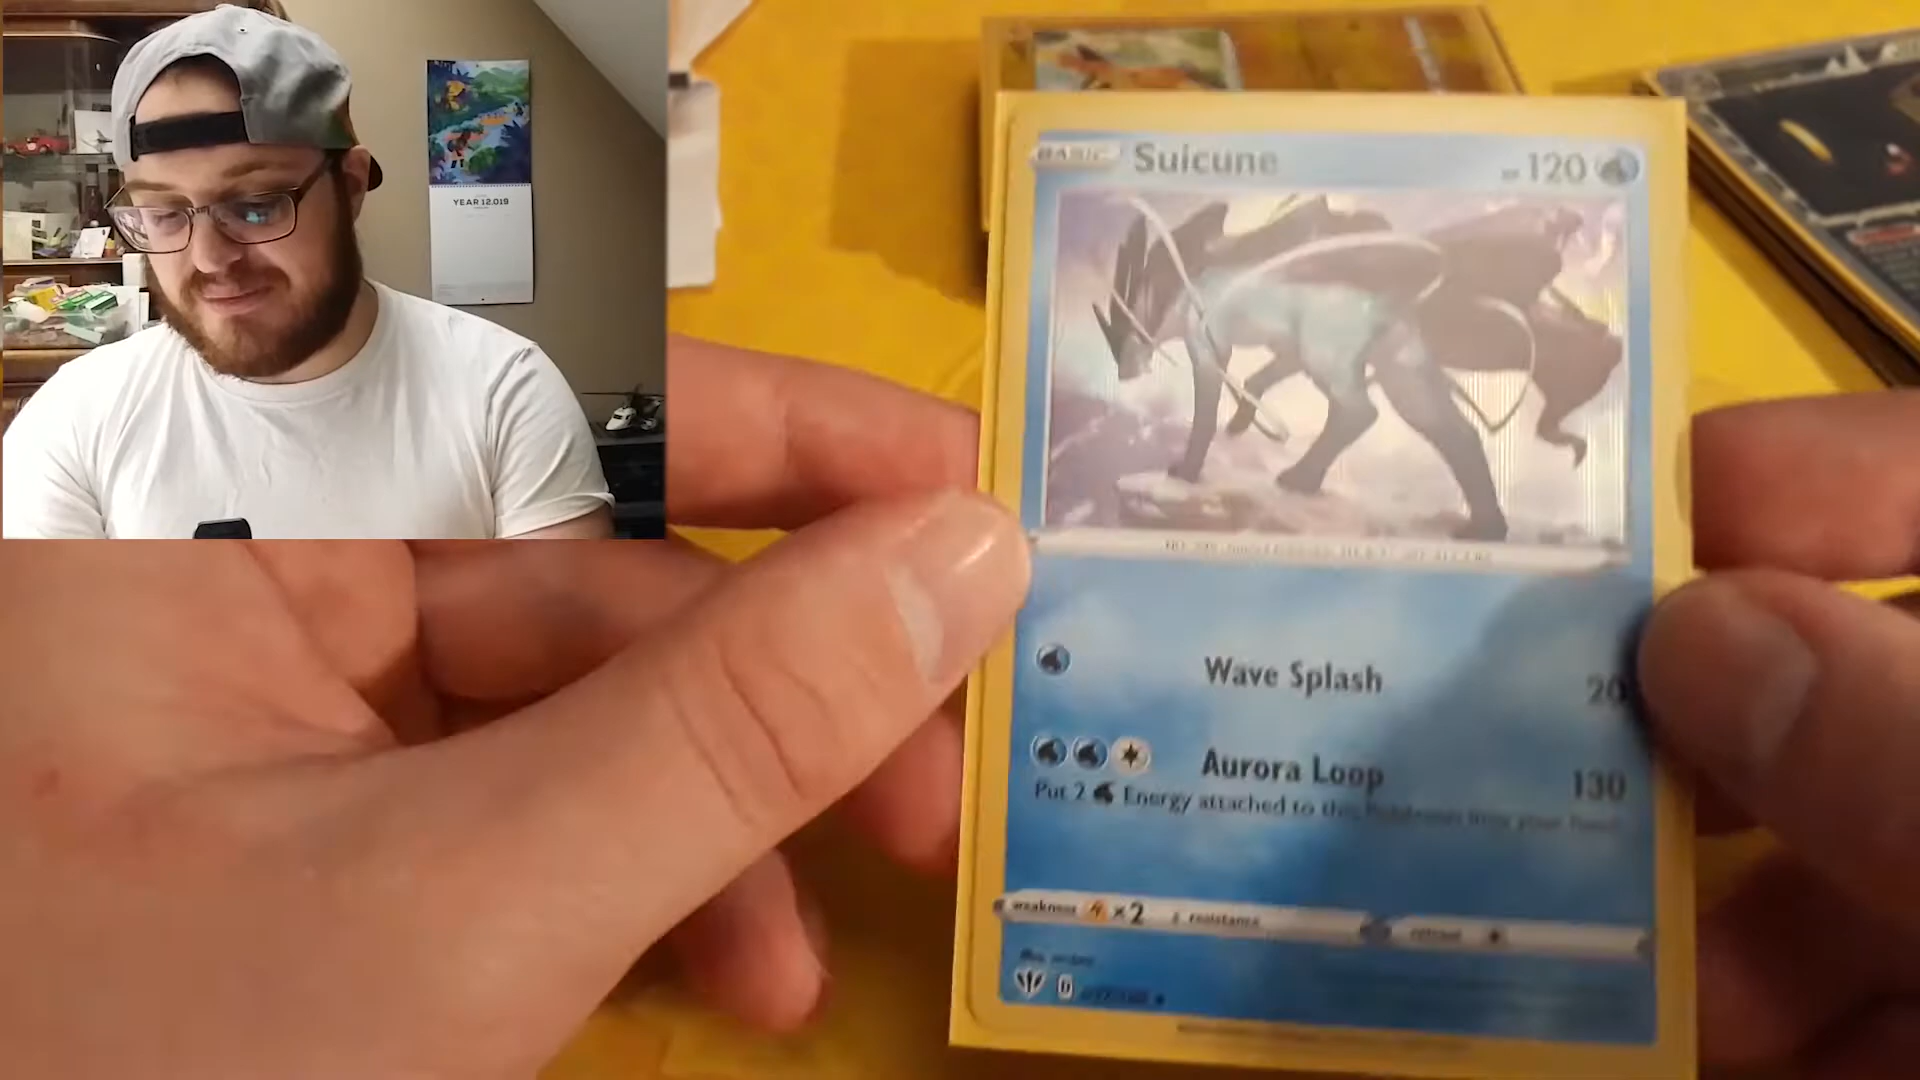 YEAR 12,019
BASIC Suicune HP 120
Wave Splash 20
Aurora Loop 130
Put 2 Energy attached to this Pokémon into your hand.
weakness ×2 resistance retreat
D